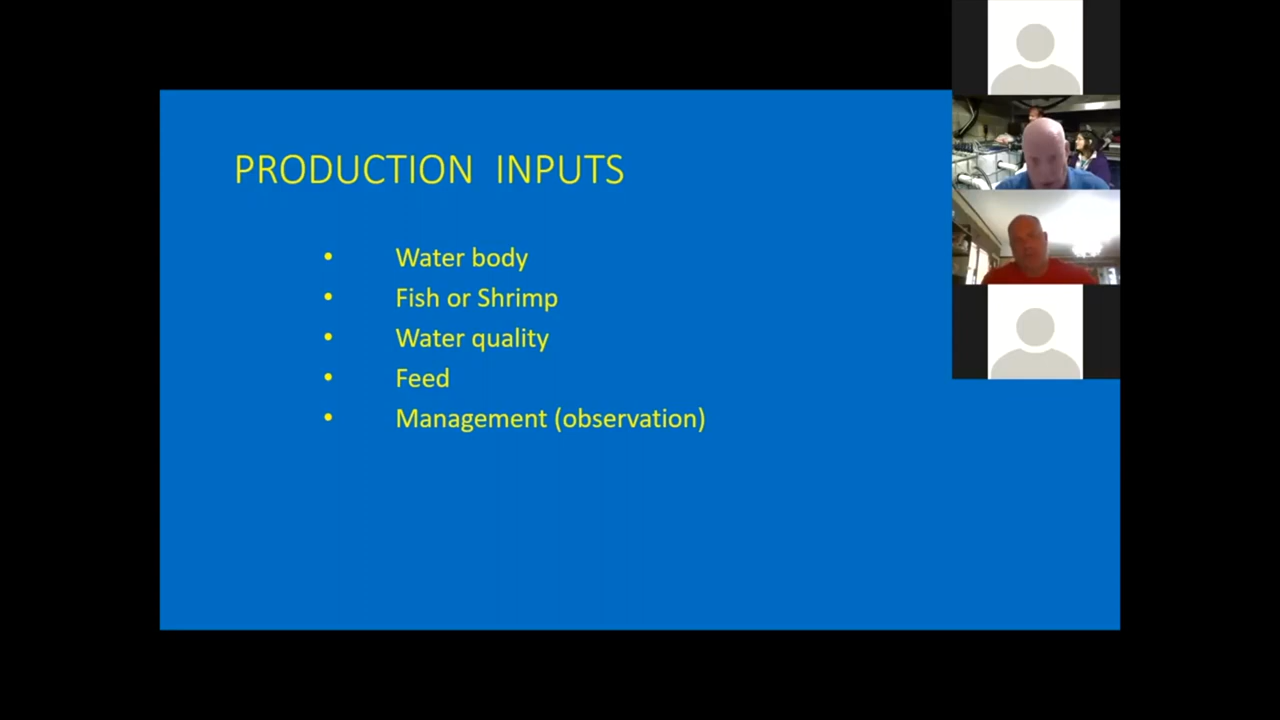 PRODUCTION INPUTS
• Water body
• Fish or Shrimp
• Water quality
• Feed
• Management (observation)